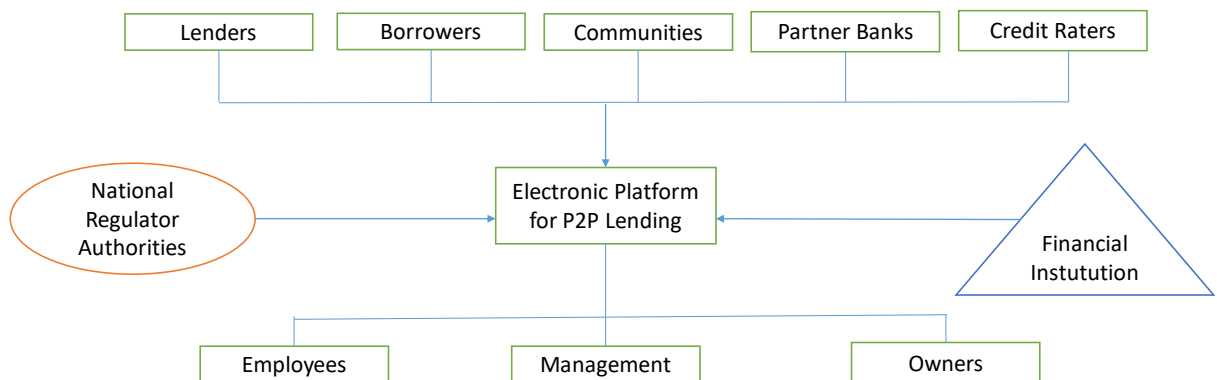 Lenders
Borrowers
Communities
Partner Banks
Credit Raters
National
Regulator
Authorities
Electronic Platform
for P2P Lending
Financial
Instutution
Employees
Management
Owners